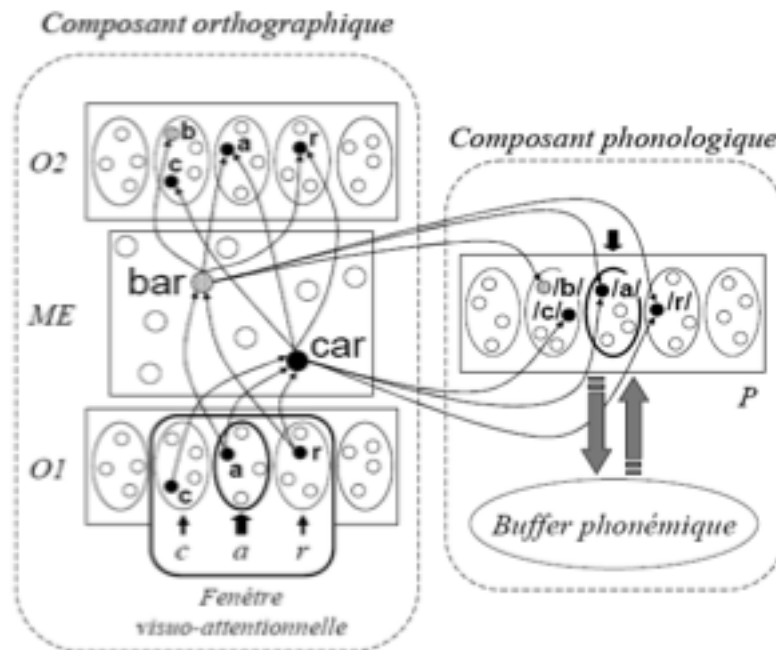 Composant orthographique
O2
b
a
r
c
ME
bar
car
O1
a
r
c
c a r
Fenêtre
visuo-attentionnelle
Composant phonologique
/b/
/a/
/c/
/r/
P
Buffer phonémique